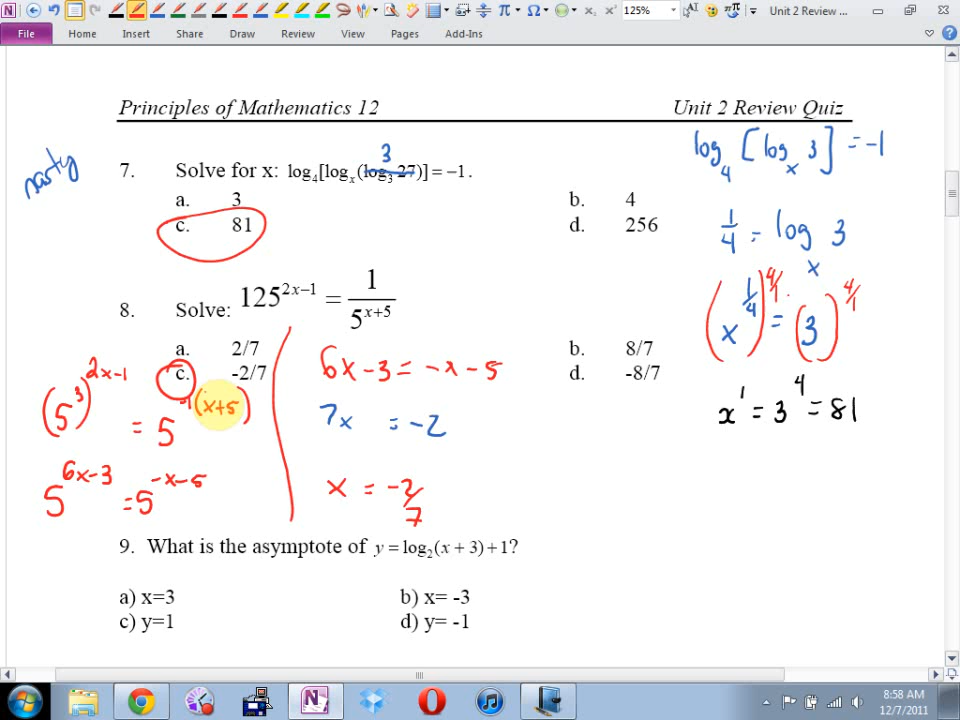 125%
Unit 2 Review ...
File Home Insert Share Draw Review View Pages Add-Ins
Principles of Mathematics 12 Unit 2 Review Quiz
nasty
7. Solve for x: log₄[logₓ(log₃ 27)] = −1.
3
a. 3 b. 4
c. 81 d. 256
log₄ [logₓ 3] = -1
1/4 = logₓ 3
(x^(1/4))^(4/1) = (3)^(4/1)
x¹ = 3⁴ = 81
8. Solve: 125^(2x−1) = 1/5^(x+5)
a. 2/7 b. 8/7
c. -2/7 d. -8/7
(5³)^(2x-1) = 5^(-1(x+5))
5^(6x-3) = 5^(-x-5)
6x-3 = -x-5
7x = -2
x = -2/7
9. What is the asymptote of y = log₂(x + 3) + 1?
a) x=3 b) x= -3
c) y=1 d) y= -1
8:58 AM
12/7/2011